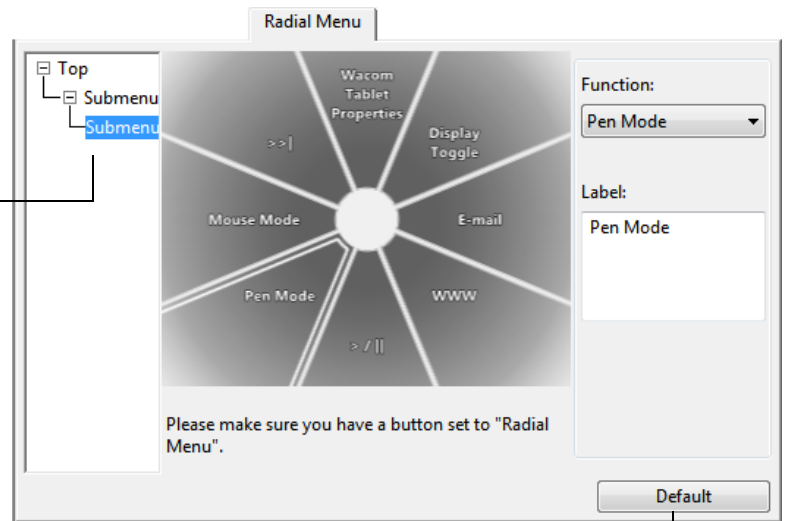 Radial Menu
Top
Submenu
Submenu
Wacom
Tablet
Properties
Display
Toggle
>>|
Mouse Mode
E-mail
Pen Mode
WWW
> / ||
Please make sure you have a button set to "Radial
Menu".
Function:
Pen Mode
Label:
Pen Mode
Default